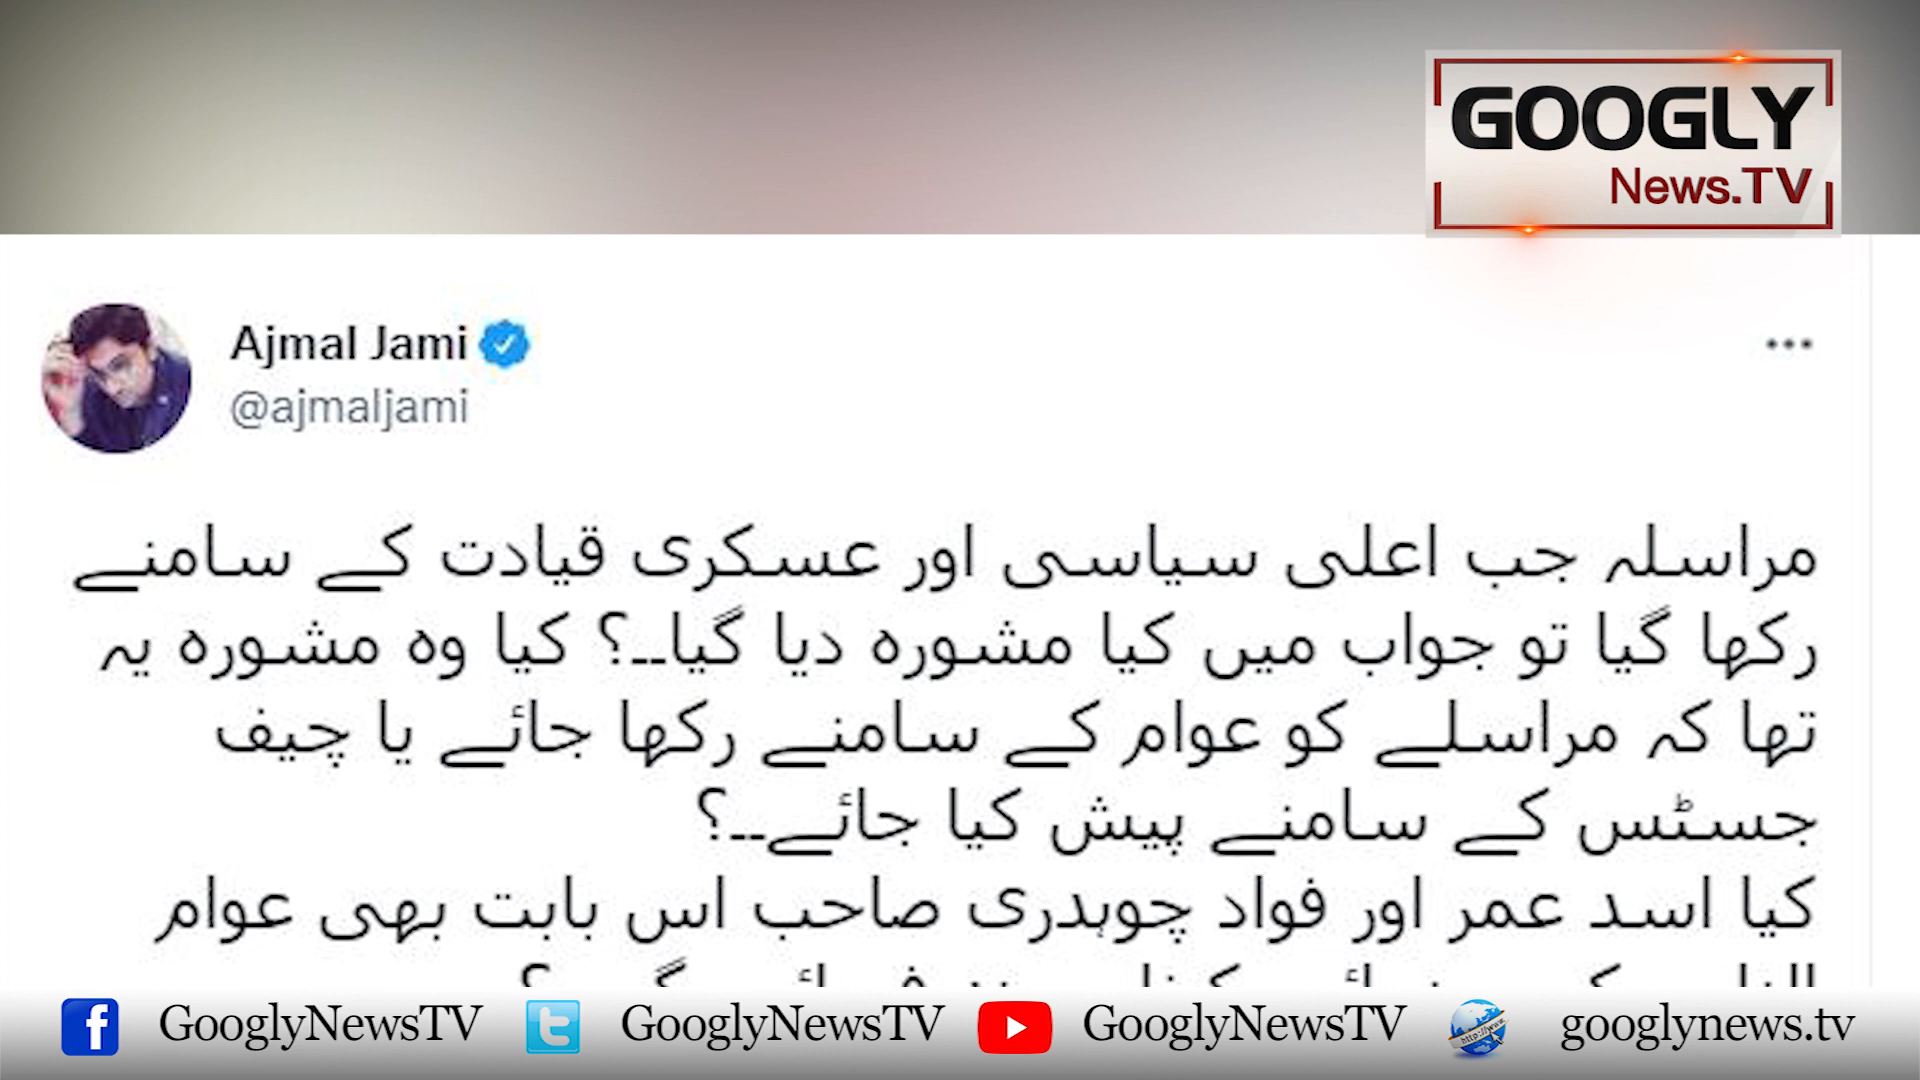 GOOGLY
News.TV
Ajmal Jami
@ajmaljami
مراسلہ جب اعلی سیاسی اور عسکری قیادت کے سامنے
رکھا گیا تو جواب میں کیا مشورہ دیا گیا۔۔؟ کیا وہ مشورہ یہ
تھا کہ مراسلے کو عوام کے سامنے رکھا جائے یا چیف
جسٹس کے سامنے پیش کیا جائے۔۔؟
کیا اسد عمر اور فواد چوہدری صاحب اس بابت بھی عوام
GooglyNewsTV
GooglyNewsTV
GooglyNewsTV
googlynews.tv